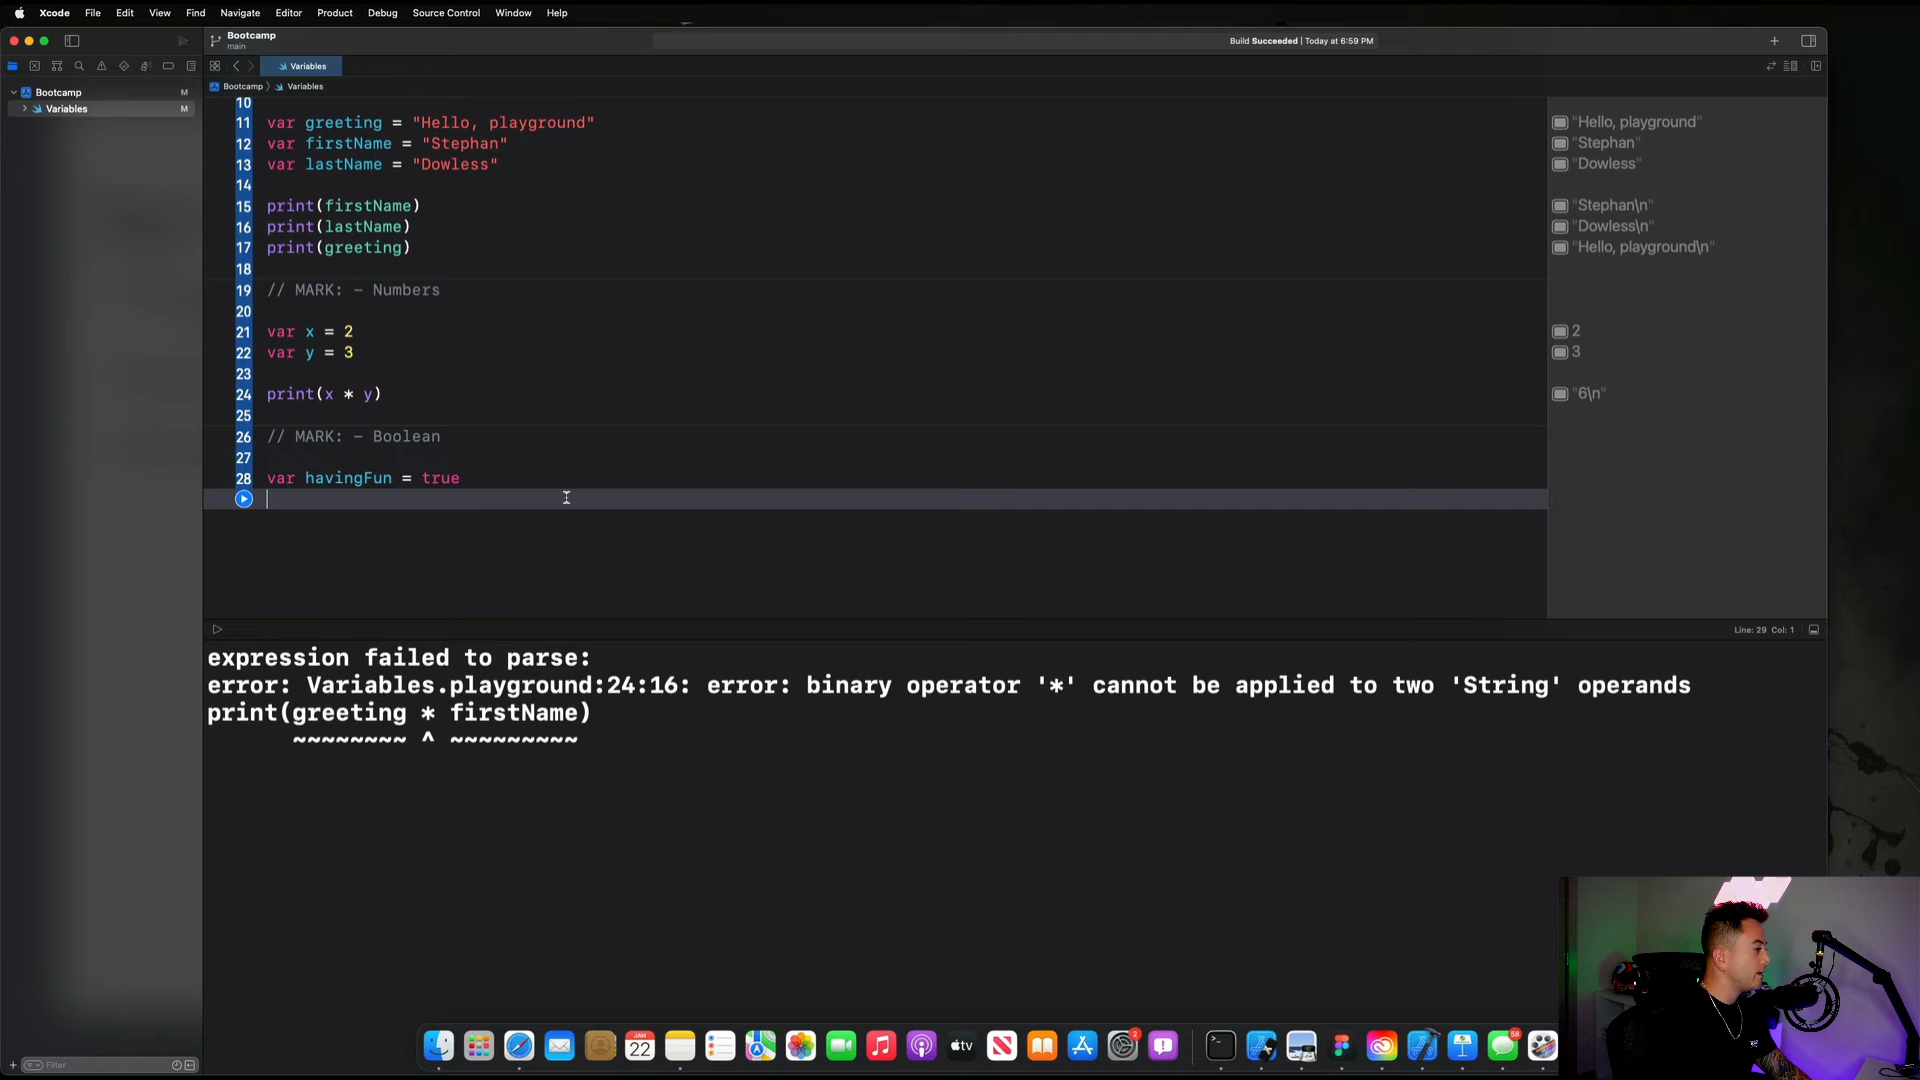 Xcode File Edit View Find Navigate Editor Product Debug Source Control Window Help
Bootcamp
main
Build Succeeded | Today at 6:59 PM
Variables
Bootcamp M
Bootcamp Variables
Variables M
10
11 var greeting = "Hello, playground" "Hello, playground"
12 var firstName = "Stephan" "Stephan"
13 var lastName = "Dowless" "Dowless"
14
15 print(firstName) "Stephan\n"
16 print(lastName) "Dowless\n"
17 print(greeting) "Hello, playground\n"
18
19 // MARK: - Numbers
20
21 var x = 2 2
22 var y = 3 3
23
24 print(x * y) "6\n"
25
26 // MARK: - Boolean
27
28 var havingFun = true
Line: 29 Col: 1
expression failed to parse:
error: Variables.playground:24:16: error: binary operator '*' cannot be applied to two 'String' operands
print(greeting * firstName)
~~~~~~~~ ^ ~~~~~~~~~
JAN
22
tv
2
58
Filter